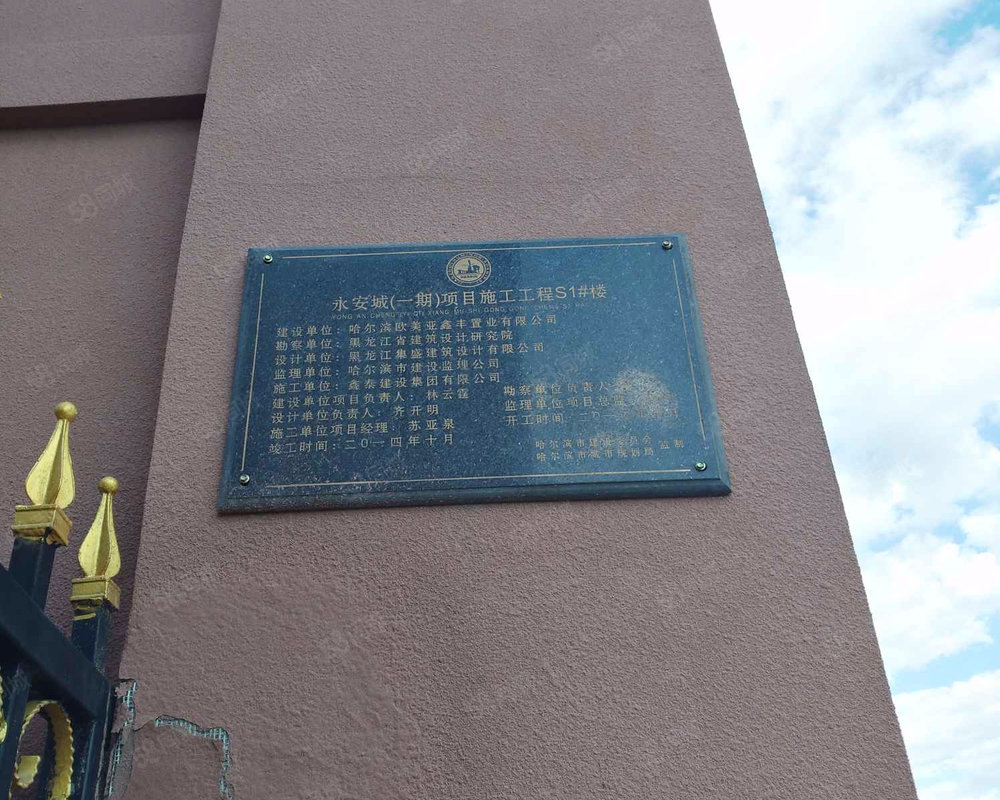 永安城(一期)项目施工工程S1#楼
建设单位：哈尔滨欧美亚鑫丰置业有限公司
勘察单位：黑龙江省建筑设计研究院
设计单位：黑龙江集盛建筑设计有限公司
监理单位：哈尔滨市建设监理公司
施工单位：鑫泰建设集团有限公司
建设单位项目负责人：林云霆 勘察单位负责人
设计单位负责人：齐开明 监理单位项目总监
施工单位项目经理：苏亚泉 开工时间
竣工时间：二0一四年十月
哈尔滨市建设委员会 监制
哈尔滨市城市规划局
58同城